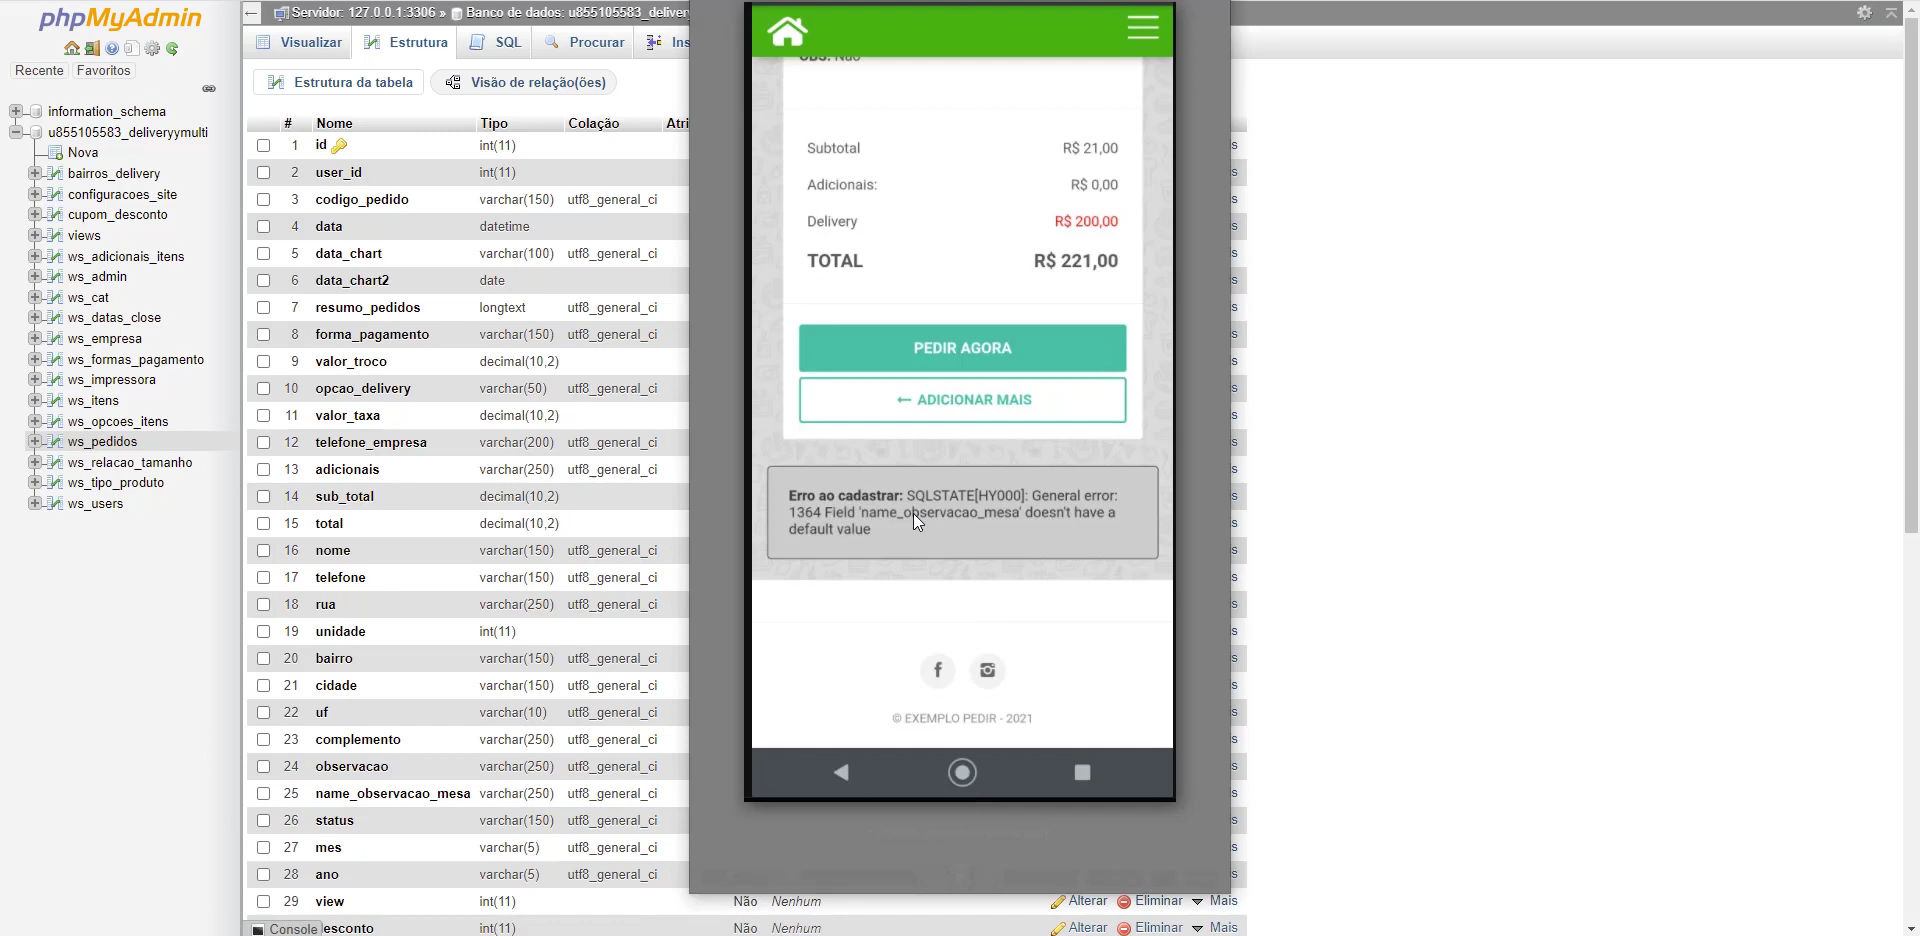 phpMyAdmin
Recente Favoritos
information_schema
u855105583_deliveryymulti
Nova
bairros_delivery
configuracoes_site
cupom_desconto
views
ws_adicionais_itens
ws_admin
ws_cat
ws_datas_close
ws_empresa
ws_formas_pagamento
ws_impressora
ws_itens
ws_opcoes_itens
ws_pedidos
ws_relacao_tamanho
ws_tipo_produto
ws_users
Servidor: 127.0.0.1:3306 » Banco de dados: u855105583_delivery
Visualizar Estrutura SQL Procurar Ins
Estrutura da tabela Visão de relação(ões)
# Nome Tipo Colação Atri
1 id int(11)
2 user_id int(11)
3 codigo_pedido varchar(150) utf8_general_ci
4 data datetime
5 data_chart varchar(100) utf8_general_ci
6 data_chart2 date
7 resumo_pedidos longtext utf8_general_ci
8 forma_pagamento varchar(150) utf8_general_ci
9 valor_troco decimal(10,2)
10 opcao_delivery varchar(50) utf8_general_ci
11 valor_taxa decimal(10,2)
12 telefone_empresa varchar(200) utf8_general_ci
13 adicionais varchar(250) utf8_general_ci
14 sub_total decimal(10,2)
15 total decimal(10,2)
16 nome varchar(150) utf8_general_ci
17 telefone varchar(150) utf8_general_ci
18 rua varchar(250) utf8_general_ci
19 unidade int(11)
20 bairro varchar(150) utf8_general_ci
21 cidade varchar(150) utf8_general_ci
22 uf varchar(10) utf8_general_ci
23 complemento varchar(250) utf8_general_ci
24 observacao varchar(250) utf8_general_ci
25 name_observacao_mesa varchar(250) utf8_general_ci
26 status varchar(150) utf8_general_ci
27 mes varchar(5) utf8_general_ci
28 ano varchar(5) utf8_general_ci
29 view int(11) Não Nenhum Alterar Eliminar Mais
Console esconto int(11) Não Nenhum Alterar Eliminar Mais
OBS: Não
Subtotal R$ 21,00
Adicionais: R$ 0,00
Delivery R$ 200,00
TOTAL R$ 221,00
PEDIR AGORA
← ADICIONAR MAIS
Erro ao cadastrar: SQLSTATE[HY000]: General error:
1364 Field 'name_observacao_mesa' doesn't have a
default value
© EXEMPLO PEDIR - 2021